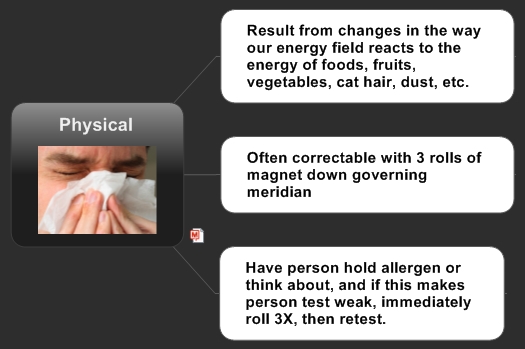 Physical
Result from changes in the way
our energy field reacts to the
energy of foods, fruits,
vegetables, cat hair, dust, etc.
Often correctable with 3 rolls of
magnet down governing
meridian
Have person hold allergen or
think about, and if this makes
person test weak, immediately
roll 3X, then retest.